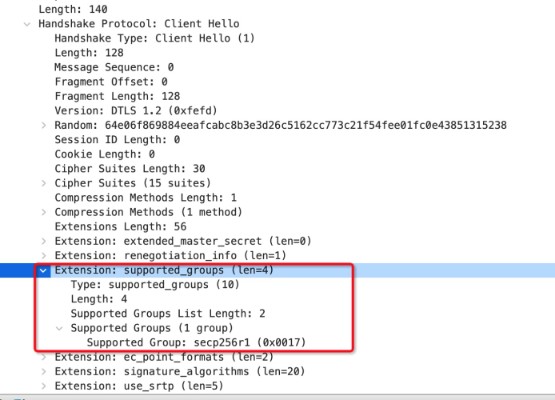 Length: 140
Handshake Protocol: Client Hello
Handshake Type: Client Hello (1)
Length: 128
Message Sequence: 0
Fragment Offset: 0
Fragment Length: 128
Version: DTLS 1.2 (0xfefd)
Random: 64e06f869884eeafcabc8b3e3d26c5162cc773c21f54fee01fc0e43851315238
Session ID Length: 0
Cookie Length: 0
Cipher Suites Length: 30
Cipher Suites (15 suites)
Compression Methods Length: 1
Compression Methods (1 method)
Extensions Length: 56
Extension: extended_master_secret (len=0)
Extension: renegotiation_info (len=1)
Extension: supported_groups (len=4)
Type: supported_groups (10)
Length: 4
Supported Groups List Length: 2
Supported Groups (1 group)
Supported Group: secp256r1 (0x0017)
Extension: ec_point_formats (len=2)
Extension: signature_algorithms (len=20)
Extension: use_srtp (len=5)